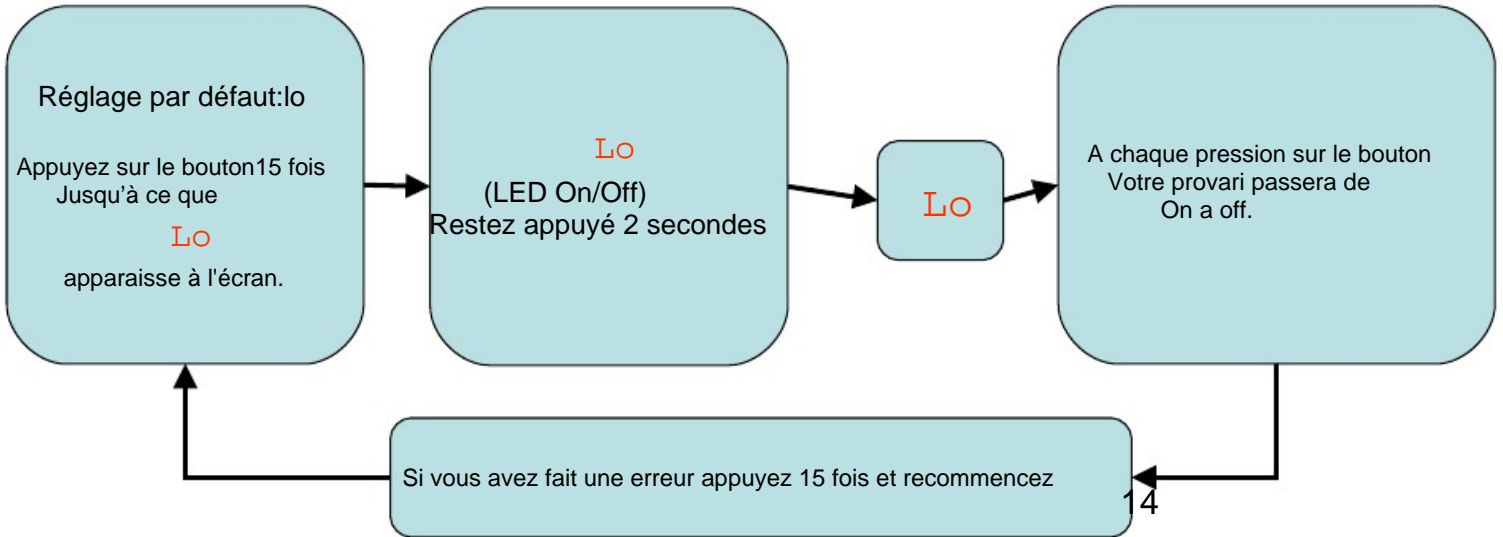 Réglage par défaut:lo
Appuyez sur le bouton15 fois
Jusqu'à ce que
Lo
apparaisse à l'écran.
Lo
(LED On/Off)
Restez appuyé 2 secondes
Lo
A chaque pression sur le bouton
Votre provari passera de
On a off.
Si vous avez fait une erreur appuyez 15 fois et recommencez
14